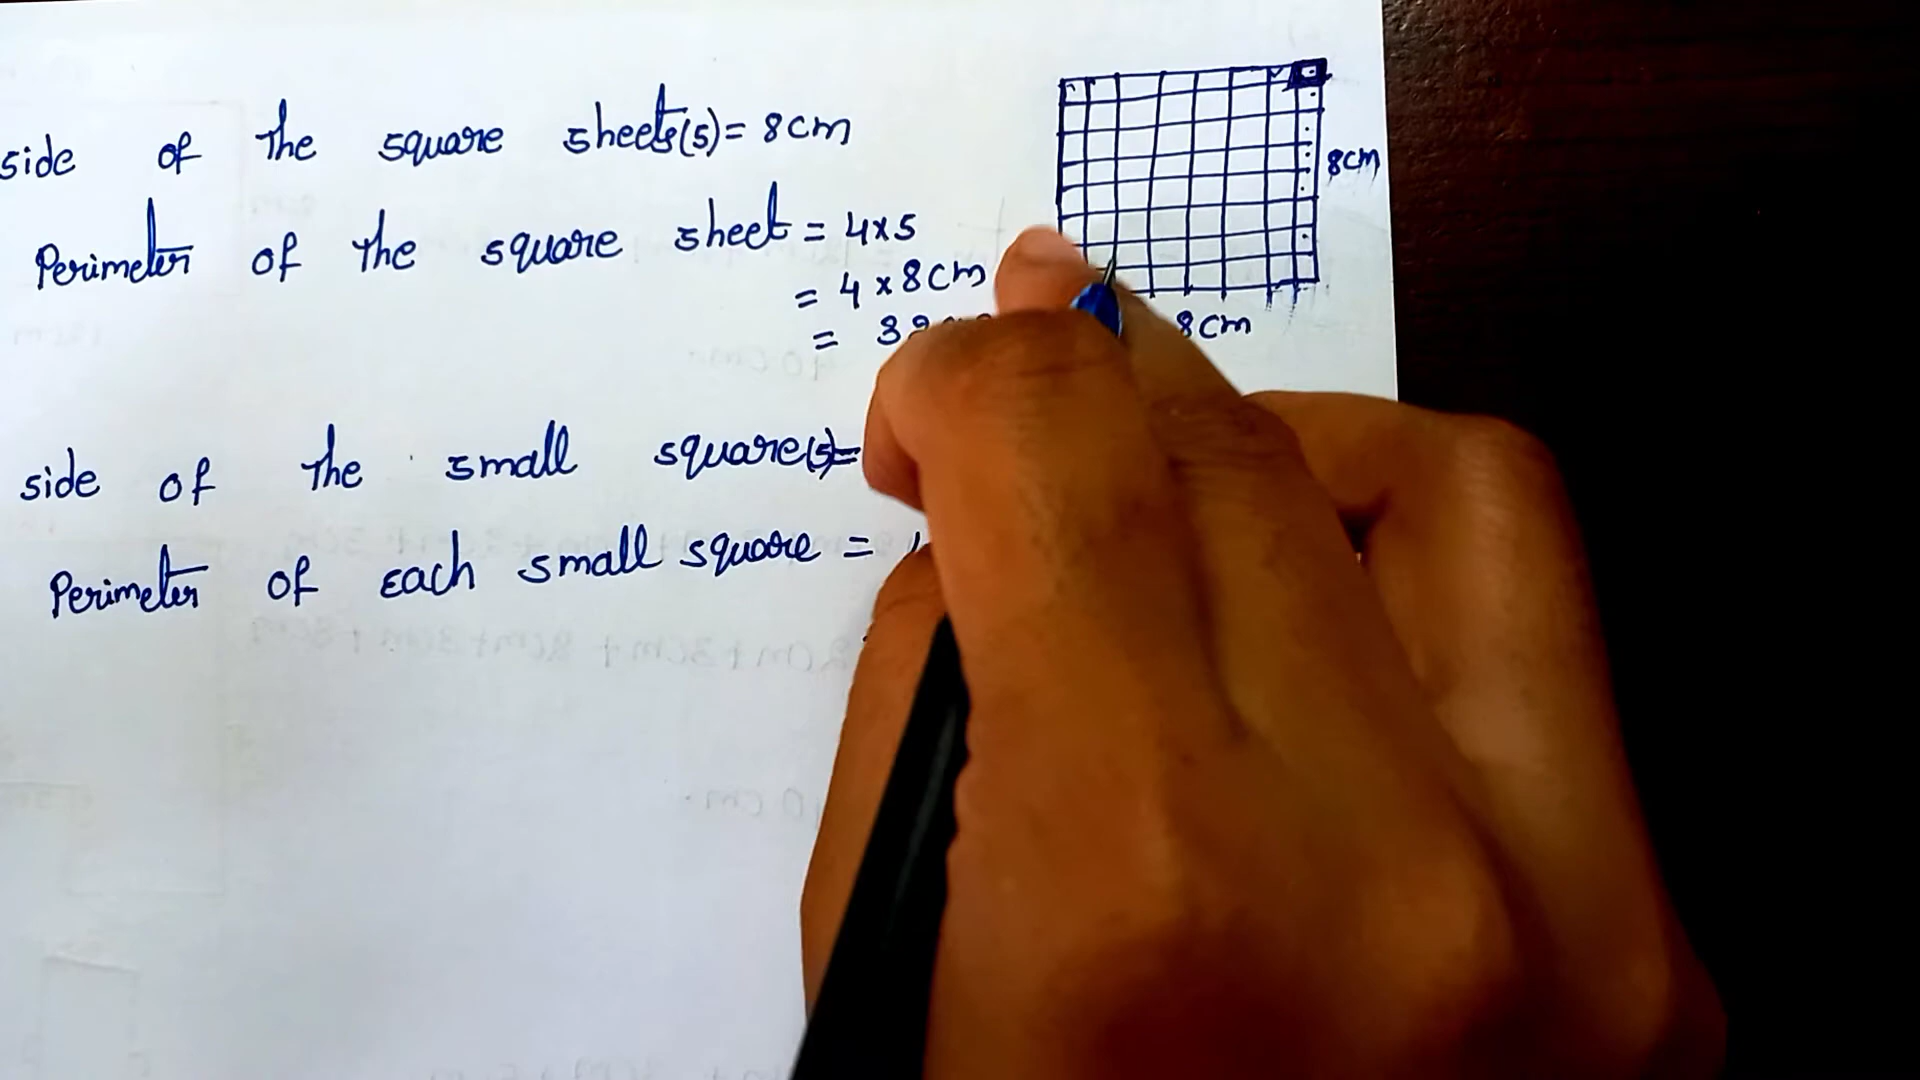 side of the square sheets(s)= 8cm
Perimeter of the square sheet = 4×s
= 4 × 8cm
= 32
8cm
8cm
side of the small square(s)=
Perimeter of each small square =